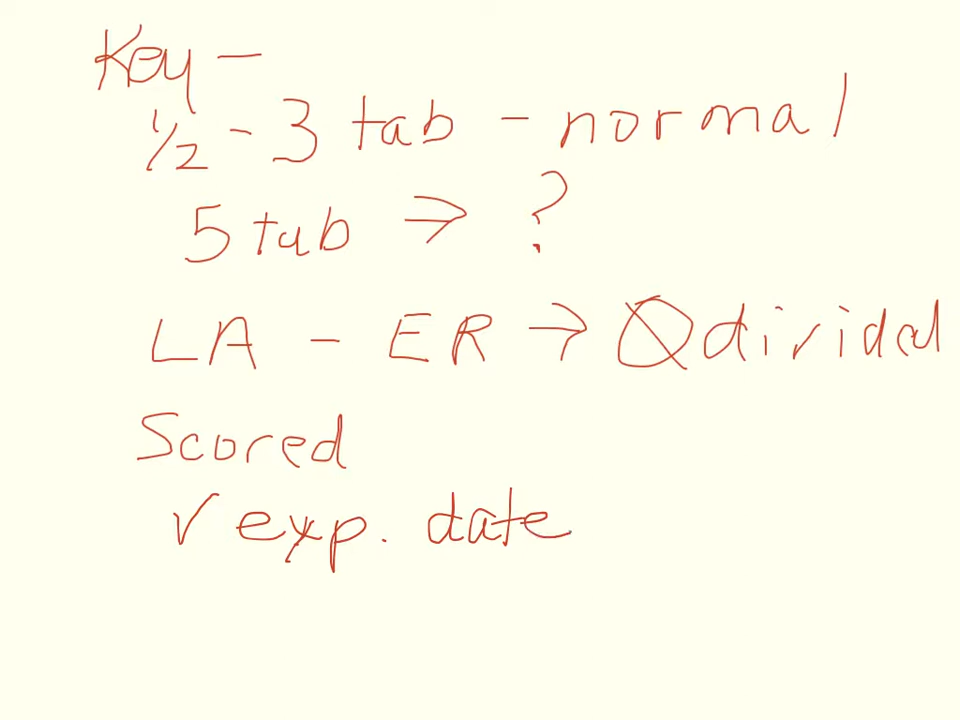 Key -
1/2 - 3 tab - normal
5 tab → ?
LA - ER → Ø divided
Scored
✓ exp. date